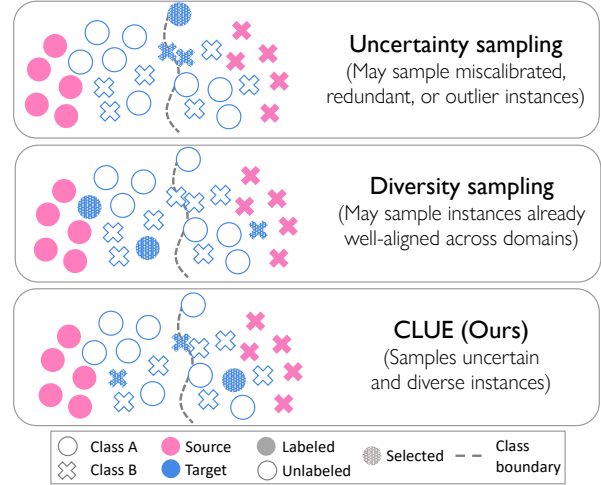 Uncertainty sampling
(May sample miscalibrated,
redundant, or outlier instances)
Diversity sampling
(May sample instances already
well-aligned across domains)
CLUE (Ours)
(Samples uncertain
and diverse instances)
Class A
Source
Labeled
Selected
Class
boundary
Class B
Target
Unlabeled